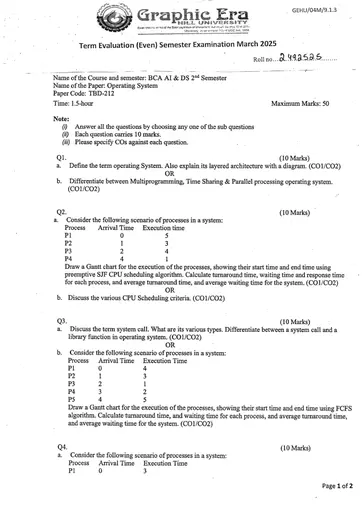 GEHU/04M/9.1.3
Graphic Era
HILL UNIVERSITY
Term Evaluation (Even) Semester Examination March 2025
Roll no...2492525........
Name of the Course and semester: BCA AI & DS 2nd Semester
Name of the Paper: Operating System
Paper Code: TBD-212
Time: 1.5-hour Maximum Marks: 50
Note:
(i) Answer all the questions by choosing any one of the sub questions
(ii) Each question carries 10 marks.
(iii) Please specify COs against each question.
Q1. (10 Marks)
a. Define the term operating System. Also explain its layered architecture with a diagram. (CO1/CO2)
OR
b. Differentiate between Multiprogramming, Time Sharing & Parallel processing operating system.
(CO1/CO2)
Q2. (10 Marks)
a. Consider the following scenario of processes in a system:
Process Arrival Time Execution time
P1 0 5
P2 1 3
P3 2 4
P4 4 1
Draw a Gantt chart for the execution of the processes, showing their start time and end time using
preemptive SJF CPU scheduling algorithm. Calculate turnaround time, waiting time and response time
for each process, and average turnaround time, and average waiting time for the system. (CO1/CO2)
OR
b. Discuss the various CPU Scheduling criteria. (CO1/CO2)
Q3. (10 Marks)
a. Discuss the term system call. What are its various types. Differentiate between a system call and a
library function in operating system. (CO1/CO2)
OR
b. Consider the following scenario of processes in a system:
Process Arrival Time Execution Time
P1 0 4
P2 1 3
P3 2 1
P4 3 2
P5 4 5
Draw a Gantt chart for the execution of the processes, showing their start time and end time using FCFS
algorithm. Calculate turnaround time, and waiting time for each process, and average turnaround time,
and average waiting time for the system. (CO1/CO2)
Q4. (10 Marks)
a. Consider the following scenario of processes in a system:
Process Arrival Time Execution Time
P1 0 3
Page 1 of 2